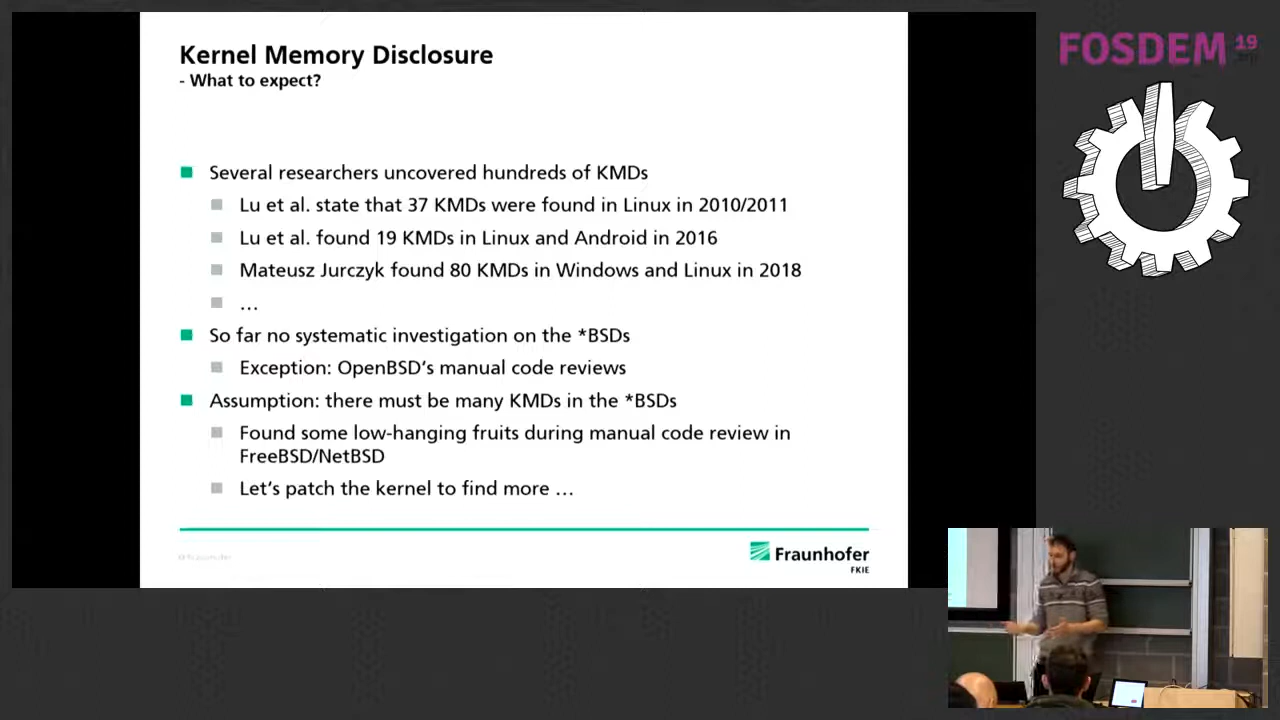 Kernel Memory Disclosure
- What to expect?
Several researchers uncovered hundreds of KMDs
Lu et al. state that 37 KMDs were found in Linux in 2010/2011
Lu et al. found 19 KMDs in Linux and Android in 2016
Mateusz Jurczyk found 80 KMDs in Windows and Linux in 2018
...
So far no systematic investigation on the *BSDs
Exception: OpenBSD's manual code reviews
Assumption: there must be many KMDs in the *BSDs
Found some low-hanging fruits during manual code review in
FreeBSD/NetBSD
Let's patch the kernel to find more ...
Fraunhofer
FKIE
FOSDEM 19
.org